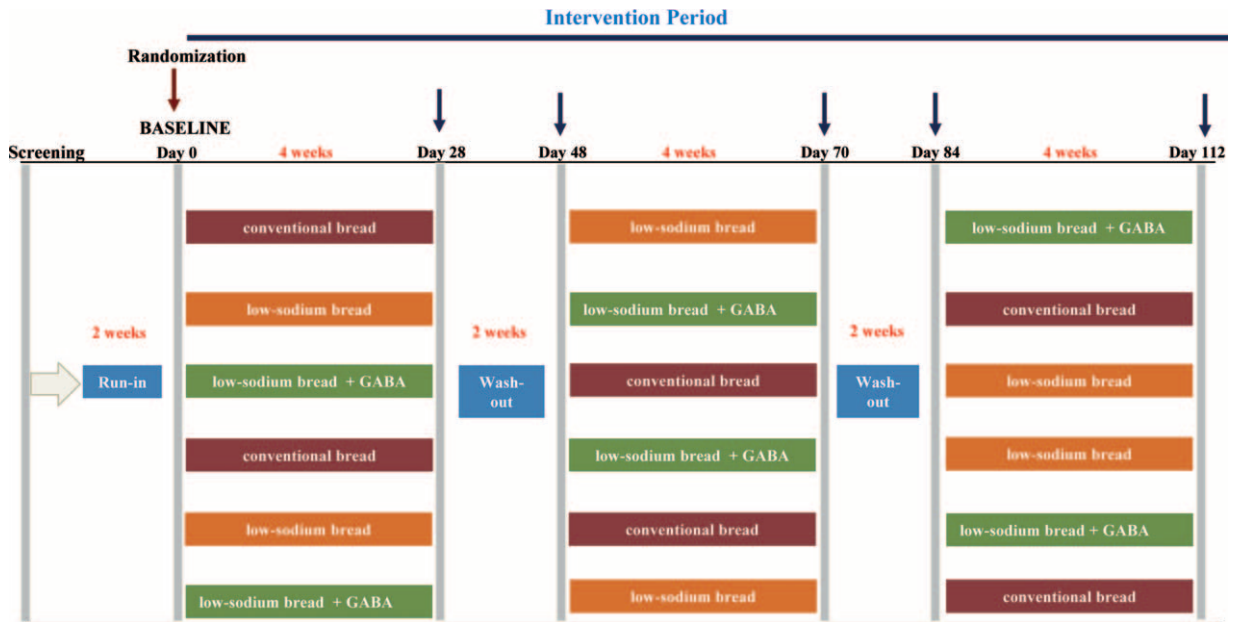 Intervention Period
Randomization
BASELINE
Screening Day 0 4 weeks Day 28 Day 48 4 weeks Day 70 Day 84 4 weeks Day 112
conventional bread low-sodium bread low-sodium bread + GABA
low-sodium bread low-sodium bread + GABA conventional bread
2 weeks 2 weeks 2 weeks
Run-in low-sodium bread + GABA Wash-
out conventional bread Wash-
out low-sodium bread
conventional bread low-sodium bread + GABA low-sodium bread
low-sodium bread conventional bread low-sodium bread + GABA
low-sodium bread + GABA low-sodium bread conventional bread